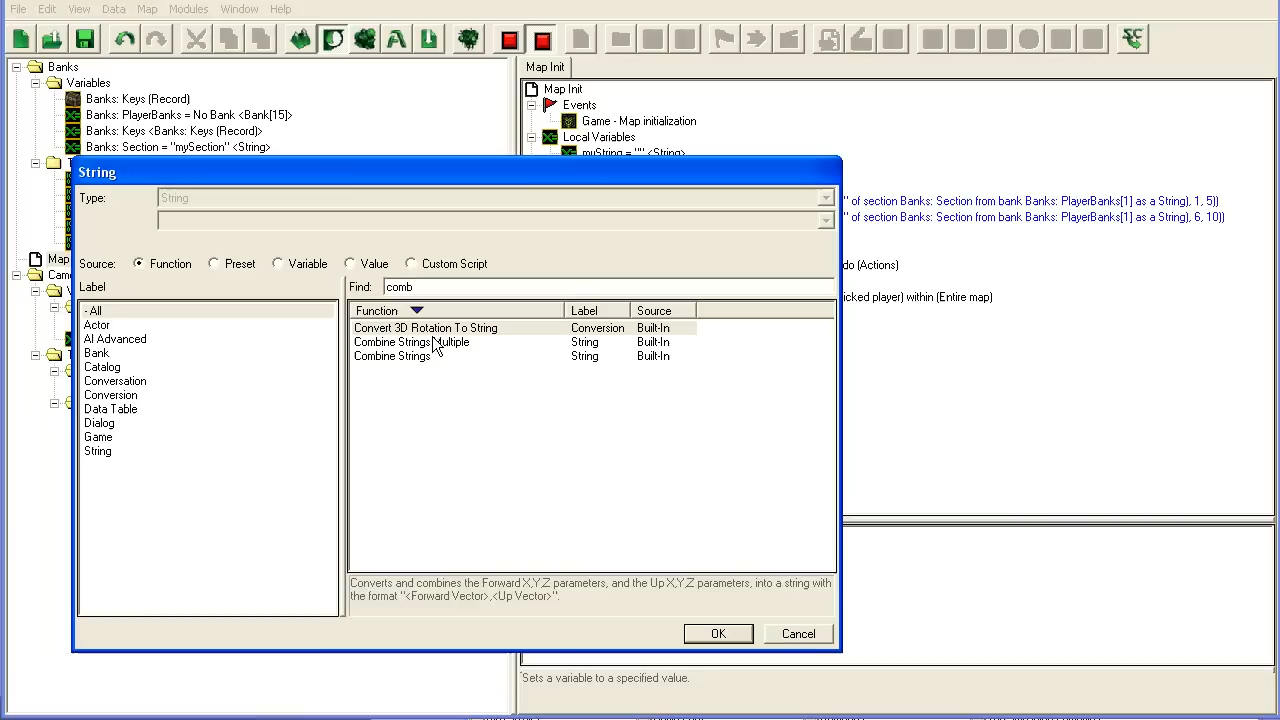 File Edit View Data Map Modules Window Help
Banks
Variables
Banks: Keys (Record)
Banks: PlayerBanks = No Bank <Bank[15]>
Banks: Keys <Banks: Keys (Record)>
Banks: Section = "mySection" <String>
Map Init
Map Init
Events
Game - Map initialization
Local Variables
myString = "" <String>
" of section Banks: Section from bank Banks: PlayerBanks[1] as a String), 1, 5))
" of section Banks: Section from bank Banks: PlayerBanks[1] as a String), 6, 10))
do (Actions)
icked player) within (Entire map)
Map
Came
String
Type: String
Source: Function Preset Variable Value Custom Script
Label
Find: comb
- All
Actor
AI Advanced
Bank
Catalog
Conversation
Conversion
Data Table
Dialog
Game
String
Function Label Source
Convert 3D Rotation To String Conversion Built-In
Combine Strings Multiple String Built-In
Combine Strings String Built-In
Converts and combines the Forward X,Y,Z parameters, and the Up X,Y,Z parameters, into a string with
the format "<Forward Vector>,<Up Vector>".
OK Cancel
Sets a variable to a specified value.